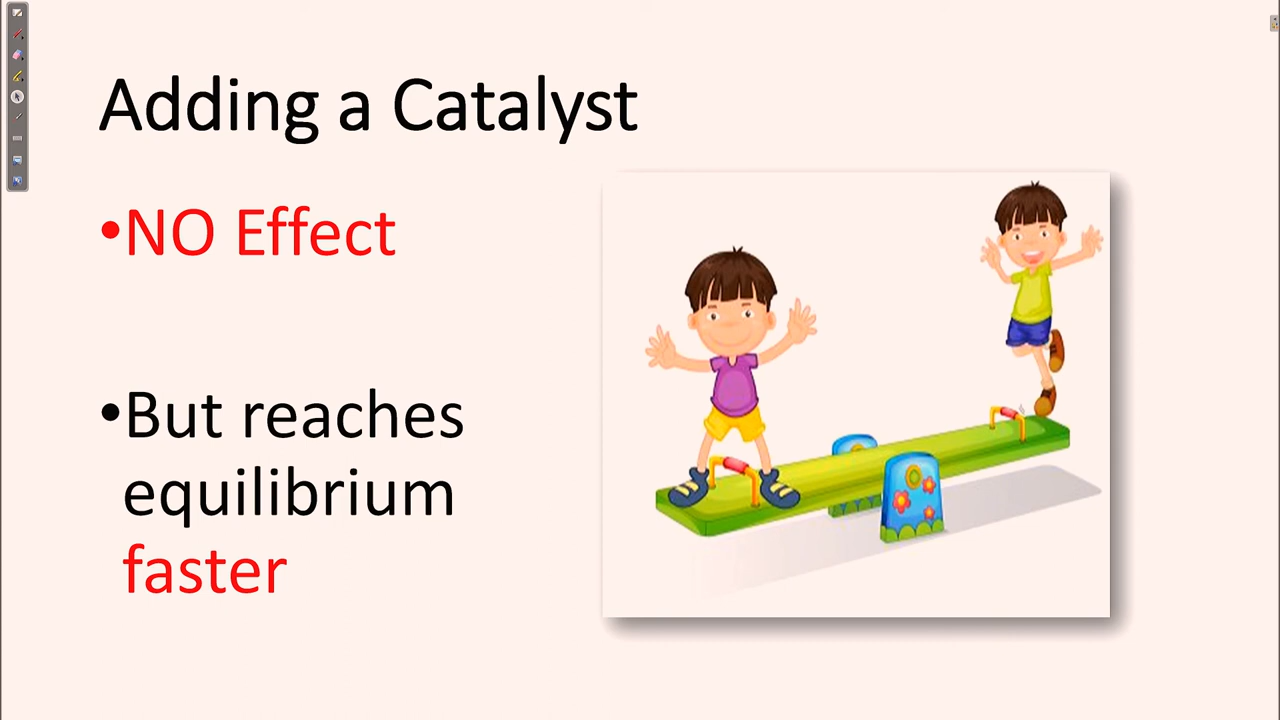 Adding a Catalyst
•NO Effect
•But reaches
equilibrium
faster